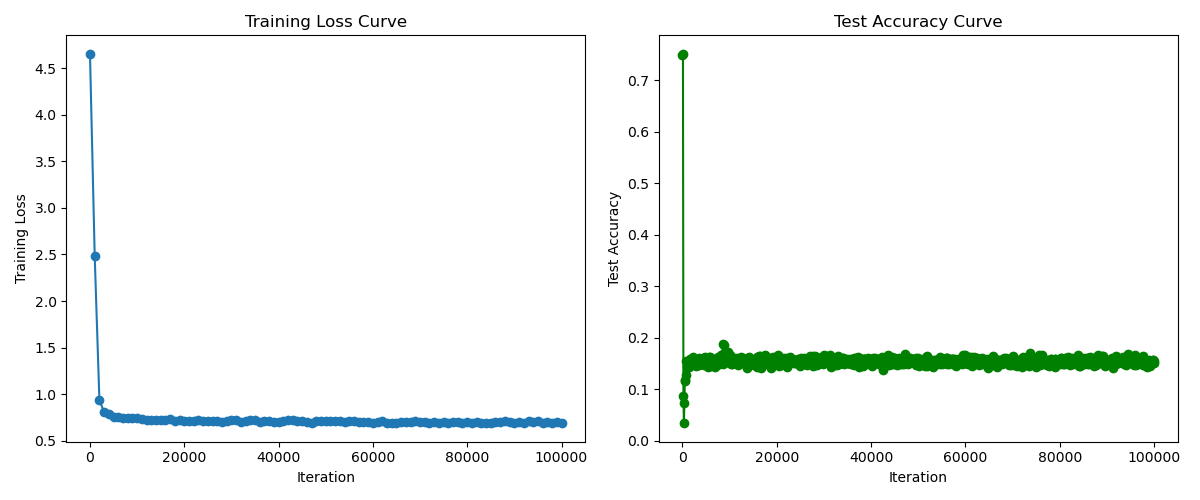 Training Loss Curve
Training Loss
4.5
4.0
3.5
3.0
2.5
2.0
1.5
1.0
0.5
0 20000 40000 60000 80000 100000
Iteration
Test Accuracy Curve
Test Accuracy
0.7
0.6
0.5
0.4
0.3
0.2
0.1
0.0
0 20000 40000 60000 80000 100000
Iteration